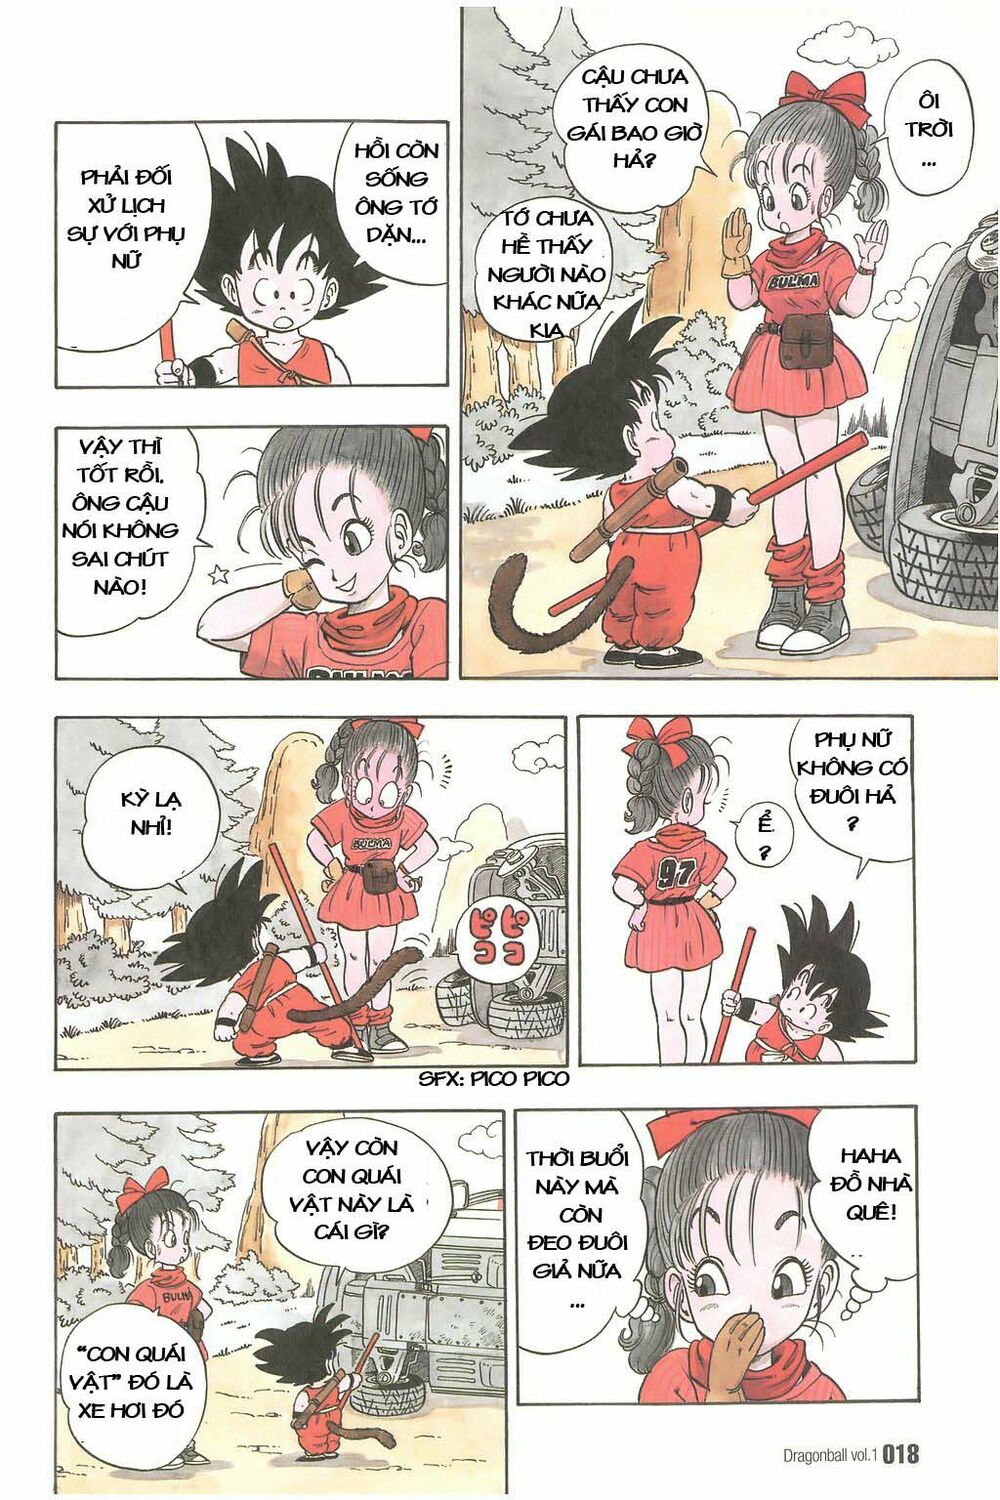 ÔI
TRỜI
...
CẬU CHƯA
THẤY CON
GÁI BAO GIỜ
HẢ?
TỚ CHƯA
HỀ THẤY
NGƯỜI NÀO
KHÁC NỮA
KIA
BULMA
HỒI CÒN
SỐNG
ÔNG TỚ
DẶN...
PHẢI ĐỐI
XỬ LỊCH
SỰ VỚI PHỤ
NỮ
VẬY THÌ
TỐT RỒI,
ÔNG CẬU
NÓI KHÔNG
SAI CHÚT
NÀO!
BULMA
PHỤ NỮ
KHÔNG CÓ
ĐUÔI HẢ
?
Ể
?
97
KỲ LẠ
NHỈ!
BULMA
ピコ
ピコ
SFX: PICO PICO
HAHA
ĐỒ NHÀ
QUÊ!
THỜI BUỔI
NÀY MÀ
CÒN
ĐEO ĐUÔI
GIẢ NỮA
...
VẬY CÒN
CON QUÁI
VẬT NÀY LÀ
CÁI GÌ?
BULMA
“CON QUÁI
VẬT” ĐÓ LÀ
XE HƠI ĐÓ
Dragonball vol.1 018